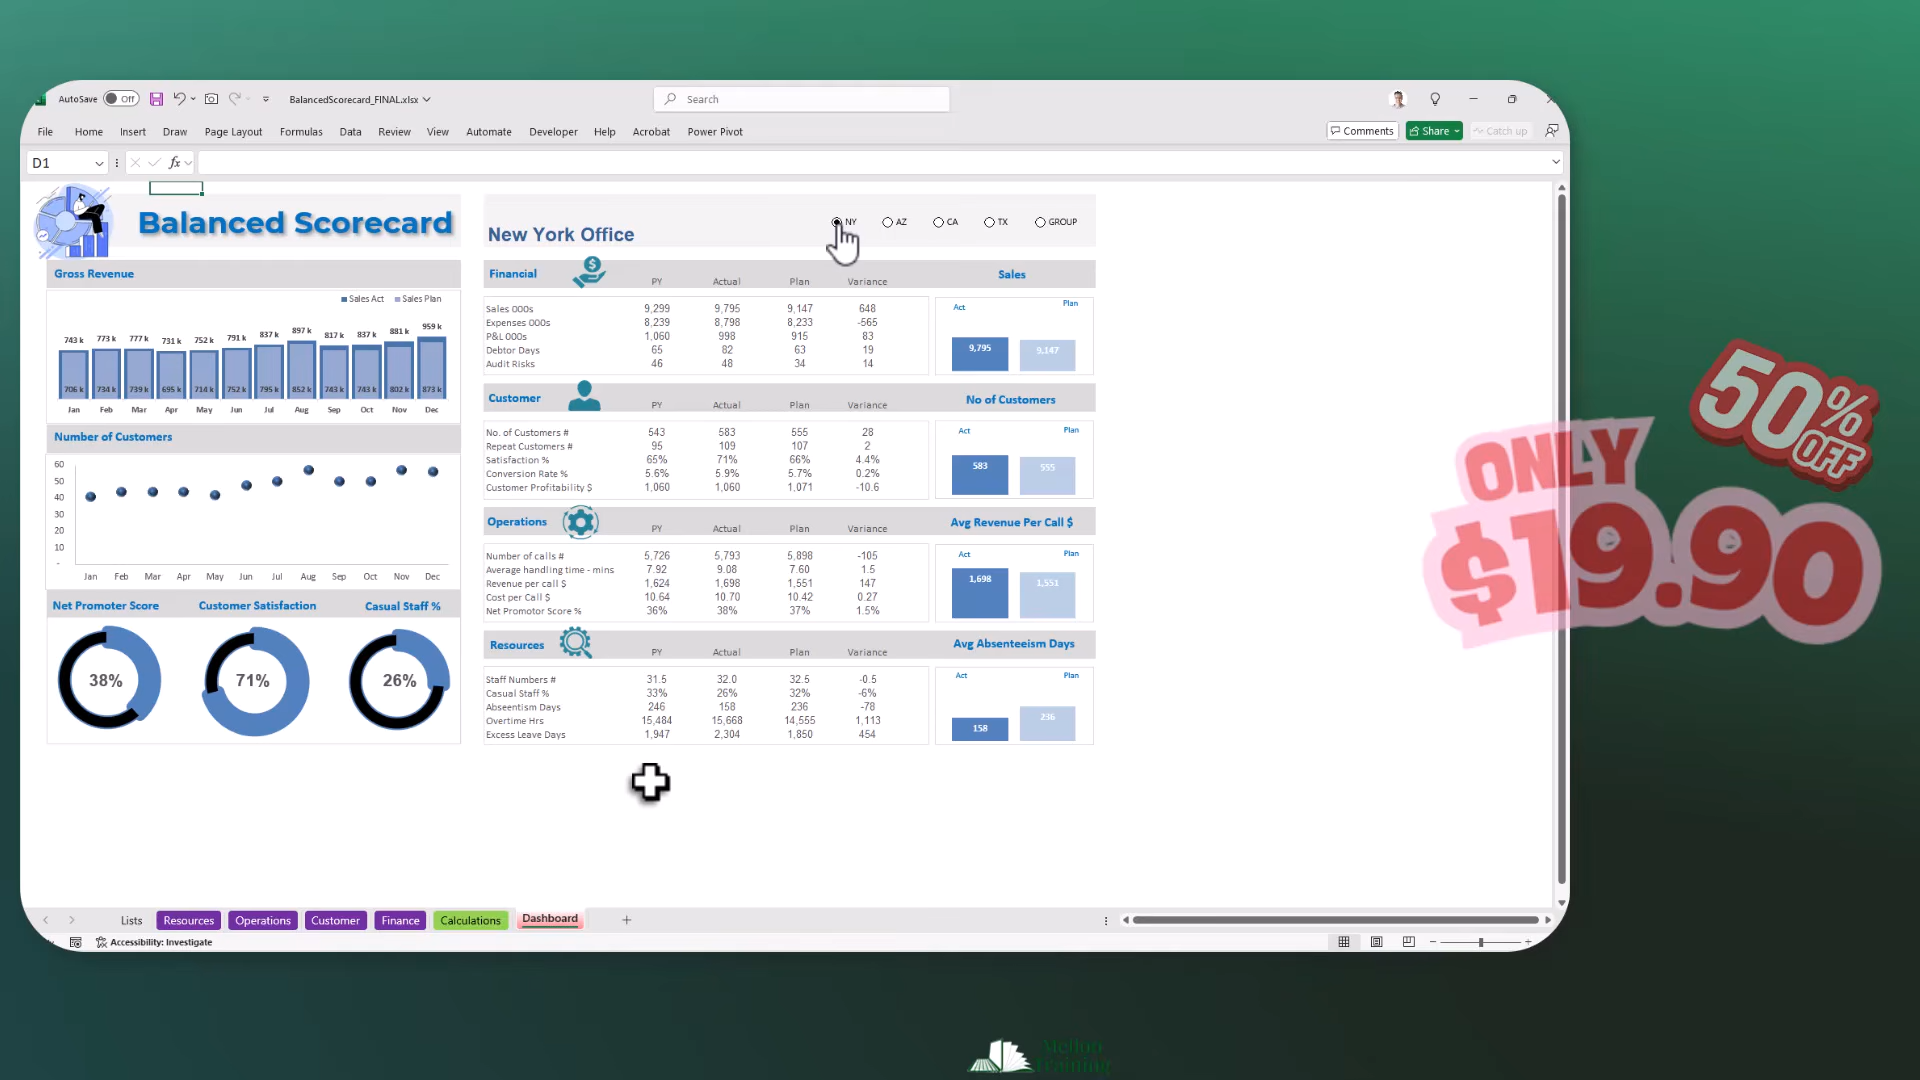 AutoSave Off BalancedScorecard_FINAL.xlsx Search
File Home Insert Draw Page Layout Formulas Data Review View Automate Developer Help Acrobat Power Pivot Comments Share Catch up
D1 fx
Balanced Scorecard
New York Office
NY AZ CA TX GROUP
Gross Revenue
Sales Act Sales Plan
743 k 773 k 777 k 731 k 752 k 791 k 837 k 897 k 817 k 837 k 881 k 959 k
706 k 734 k 739 k 695 k 714 k 752 k 795 k 852 k 743 k 743 k 802 k 873 k
Jan Feb Mar Apr May Jun Jul Aug Sep Oct Nov Dec
Number of Customers
60
50
40
30
20
10
-
Jan Feb Mar Apr May Jun Jul Aug Sep Oct Nov Dec
Net Promoter Score Customer Satisfaction Casual Staff %
38% 71% 26%
Financial PY Actual Plan Variance
Sales 000s 9,299 9,795 9,147 648
Expenses 000s 8,239 8,798 8,233 -565
P&L 000s 1,060 998 915 83
Debtor Days 65 82 63 19
Audit Risks 46 48 34 14
Sales
Act Plan
9,795 9,147
Customer PY Actual Plan Variance
No. of Customers # 543 583 555 28
Repeat Customers # 95 109 107 2
Satisfaction % 65% 71% 66% 4.4%
Conversion Rate % 5.6% 5.9% 5.7% 0.2%
Customer Profitability $ 1,060 1,060 1,071 -10.6
No of Customers
Act Plan
583 555
Operations PY Actual Plan Variance
Number of calls # 5,726 5,793 5,898 -105
Average handling time - mins 7.92 9.08 7.60 1.5
Revenue per call $ 1,624 1,698 1,551 147
Cost per Call $ 10.64 10.70 10.42 0.27
Net Promotor Score % 36% 38% 37% 1.5%
Avg Revenue Per Call $
Act Plan
1,698 1,551
Resources PY Actual Plan Variance
Staff Numbers # 31.5 32.0 32.5 -0.5
Casual Staff % 33% 26% 32% -6%
Abseentism Days 246 158 236 -78
Overtime Hrs 15,484 15,668 14,555 1,113
Excess Leave Days 1,947 2,304 1,850 454
Avg Absenteeism Days
Act Plan
158 236
50% OFF
ONLY
$19.90
Lists Resources Operations Customer Finance Calculations Dashboard
Accessibility: Investigate
Mellon
Training